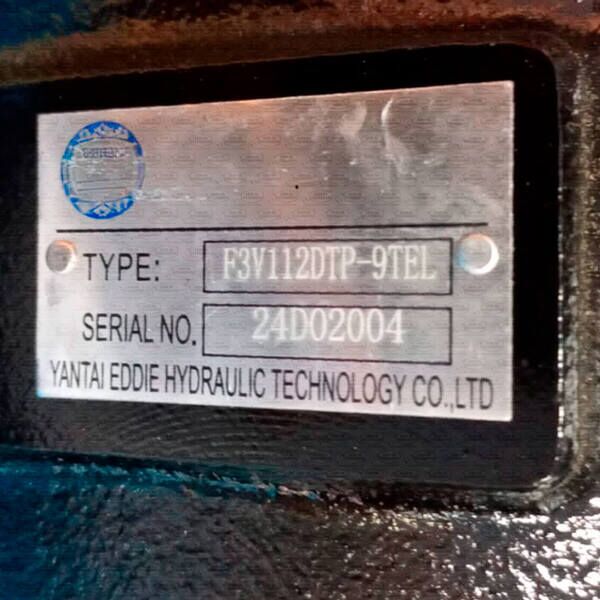 TYPE: F3V112DTP-9TEL
SERIAL NO. 24D02004
YANTAI EDDIE HYDRAULIC TECHNOLOGY CO.,LTD